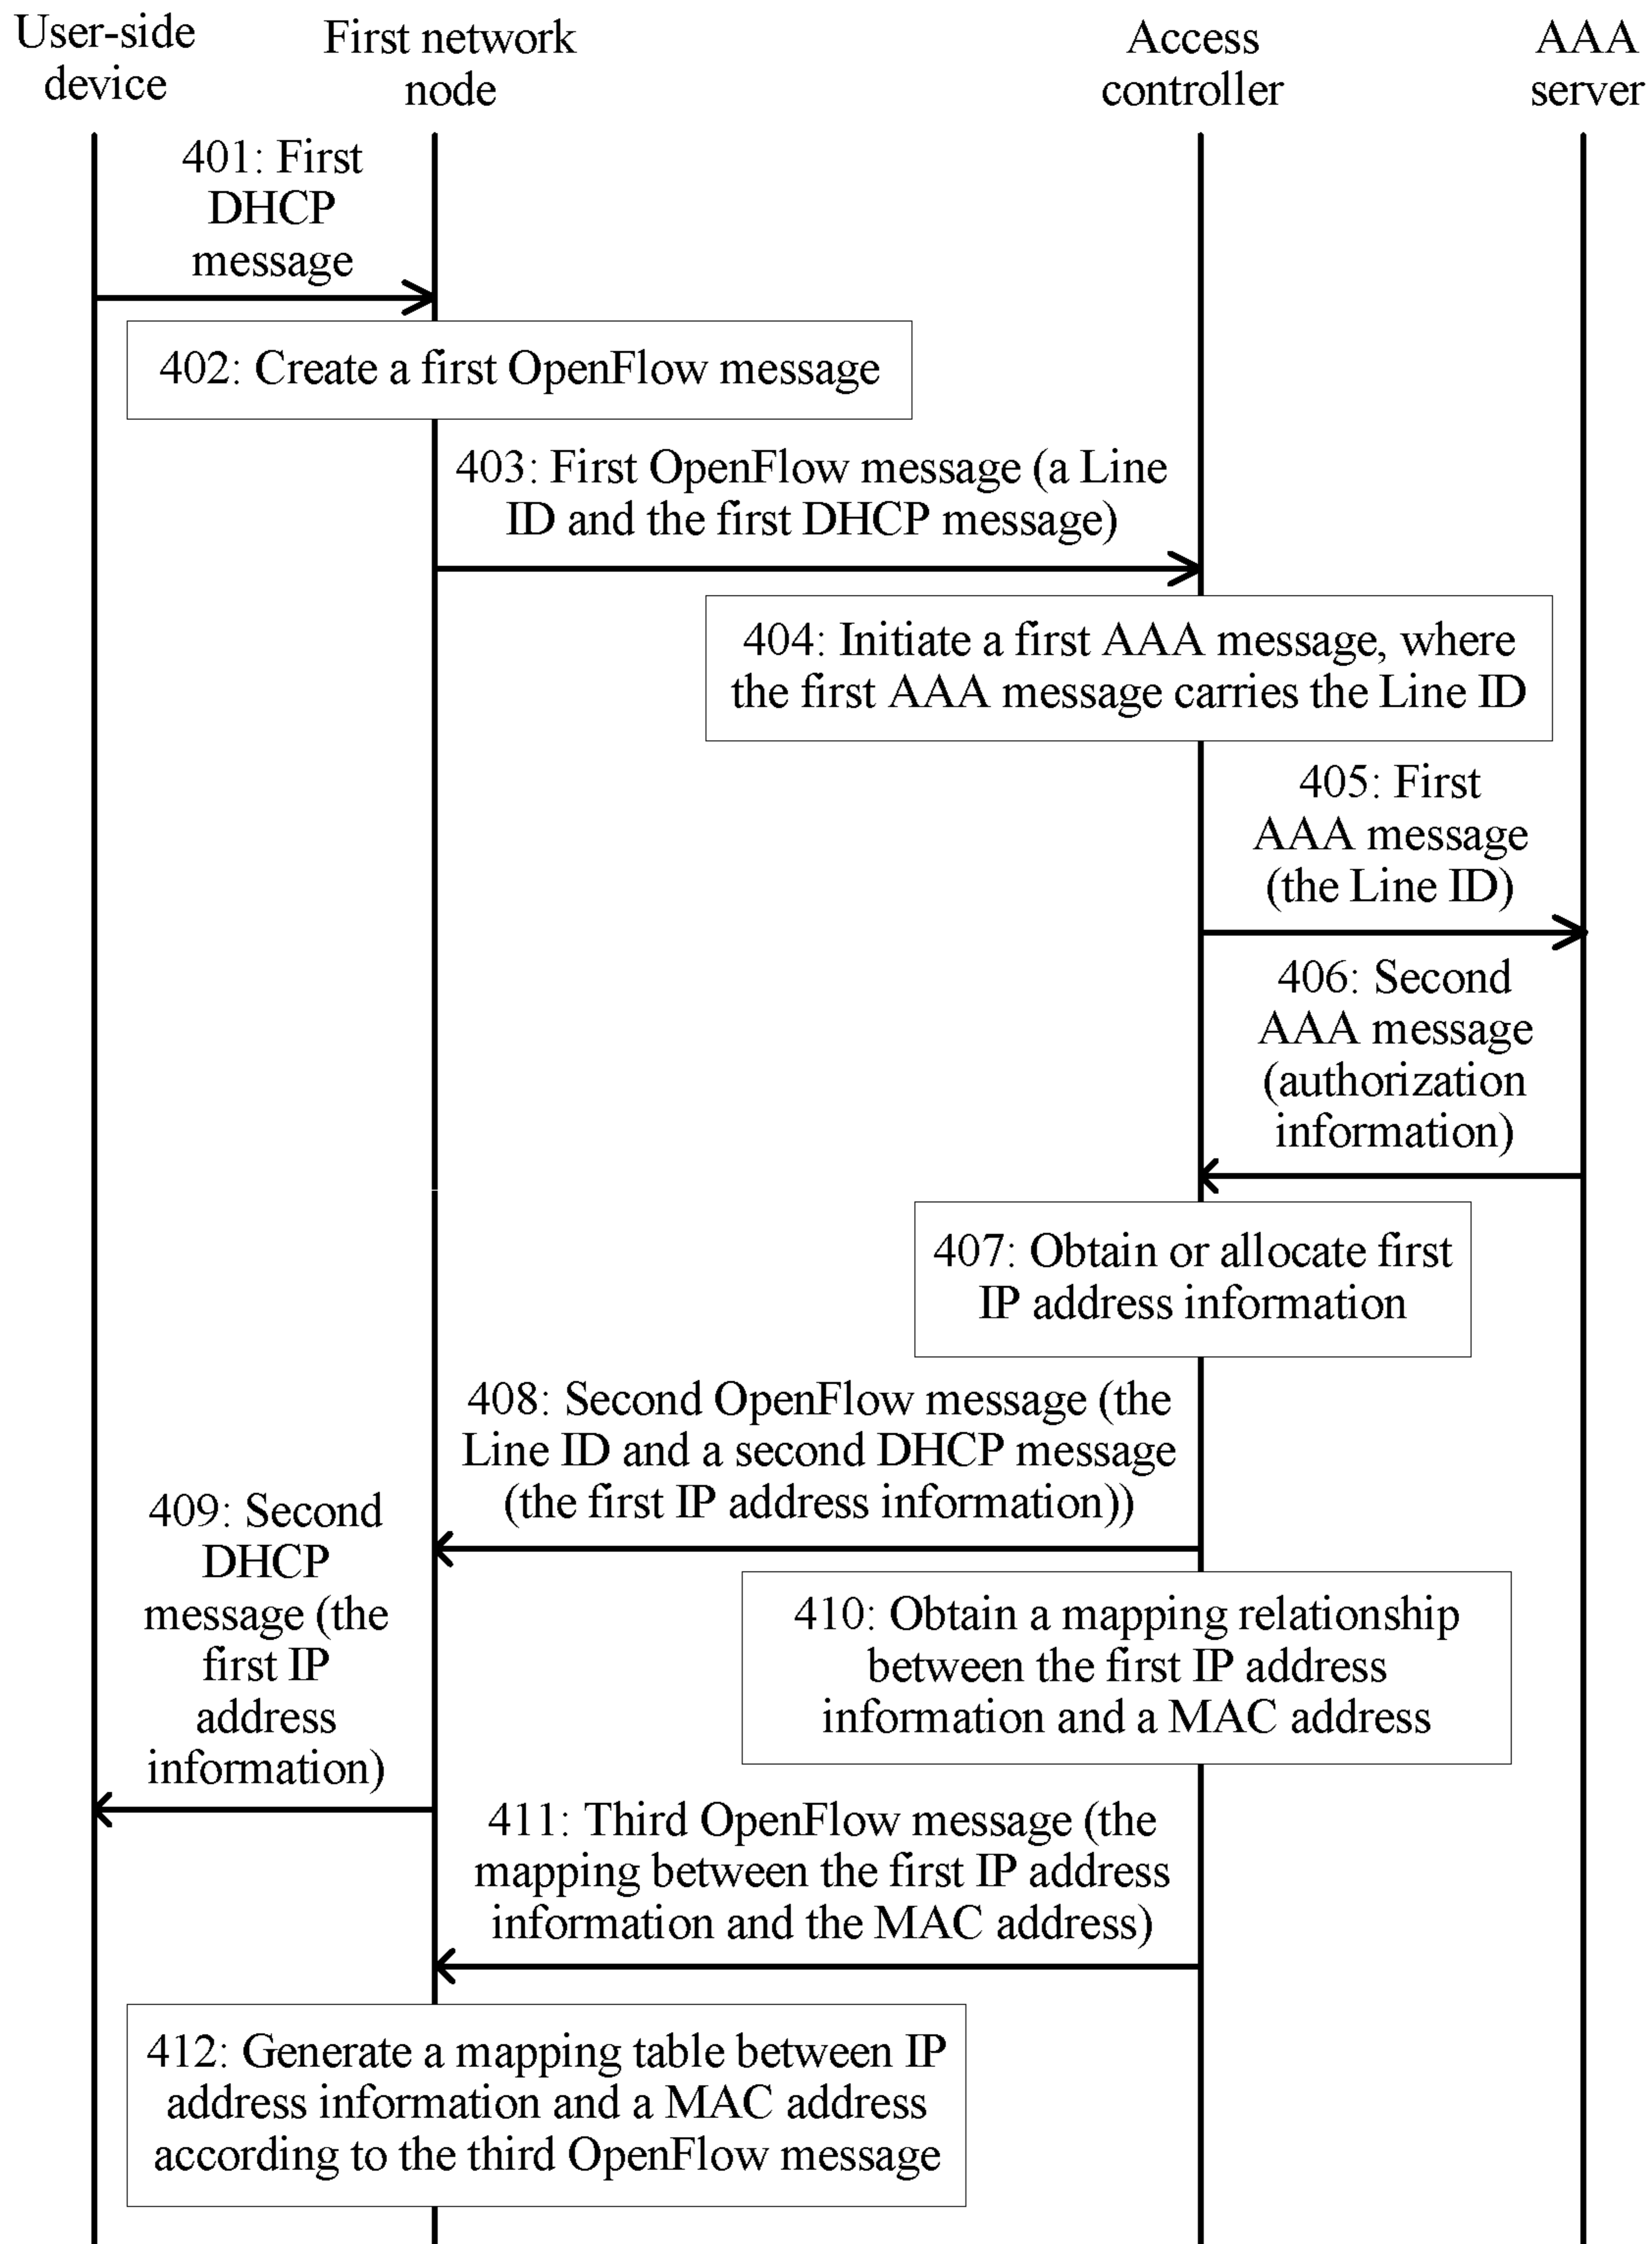 User-side
device
First network
node
Access
controller
AAA
server
401: First
DHCP
message
402: Create a first OpenFlow message
403: First OpenFlow message (a Line
ID and the first DHCP message)
404: Initiate a first AAA message, where
the first AAA message carries the Line ID
405: First
AAA message
(the Line ID)
406: Second
AAA message
(authorization
information)
407: Obtain or allocate first
IP address information
408: Second OpenFlow message (the
Line ID and a second DHCP message
(the first IP address information))
409: Second
DHCP
message (the
first IP
address
information)
410: Obtain a mapping relationship
between the first IP address
information and a MAC address
411: Third OpenFlow message (the
mapping between the first IP address
information and the MAC address)
412: Generate a mapping table between IP
address information and a MAC address
according to the third OpenFlow message